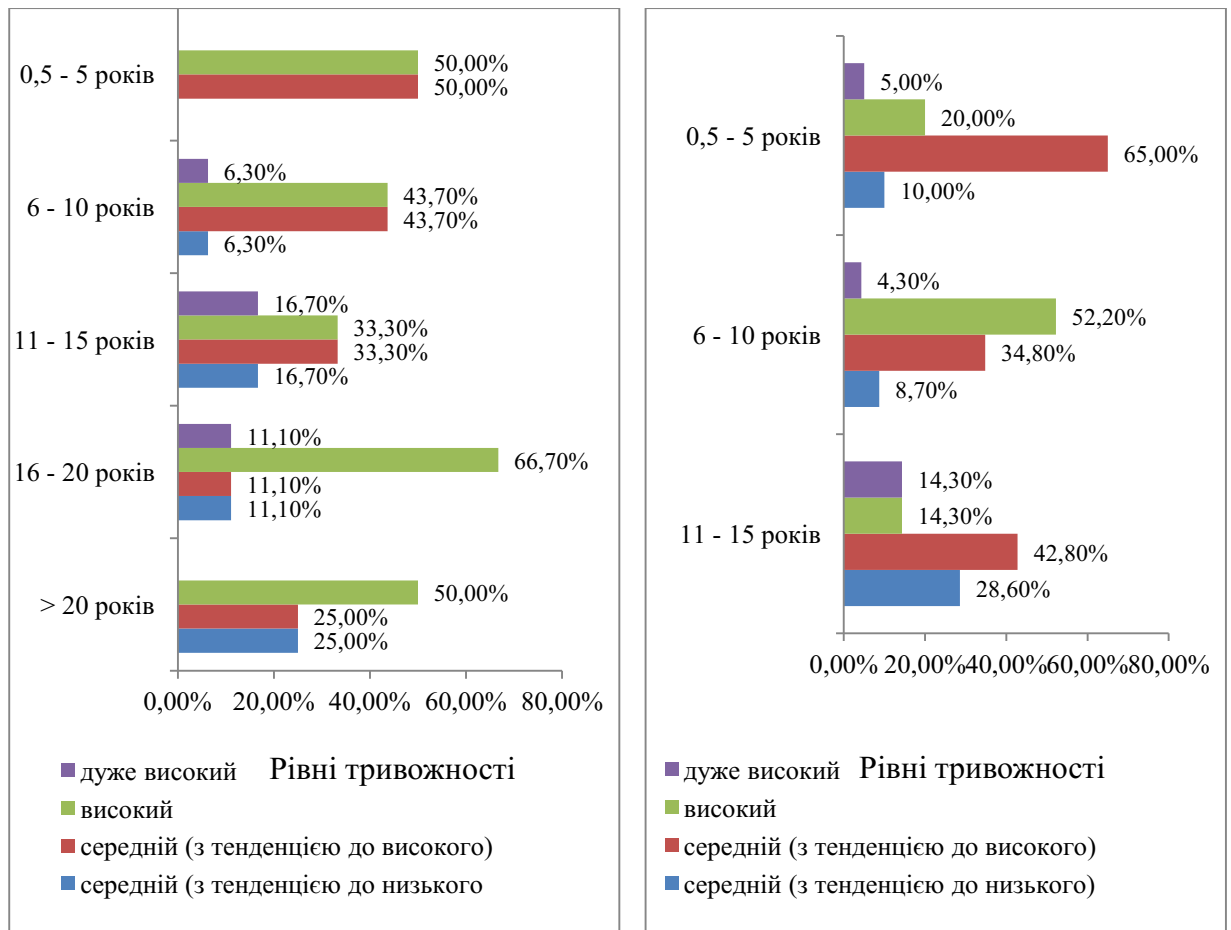 0,5 - 5 років
50,00%
50,00%
6 - 10 років
6,30%
43,70%
43,70%
6,30%
11 - 15 років
16,70%
33,30%
33,30%
16,70%
16 - 20 років
11,10%
66,70%
11,10%
11,10%
> 20 років
50,00%
25,00%
25,00%
0,00% 20,00% 40,00% 60,00% 80,00%
Рівні тривожності
дуже високий
високий
середній (з тенденцією до високого)
середній (з тенденцією до низького
0,5 - 5 років
5,00%
20,00%
65,00%
10,00%
6 - 10 років
4,30%
52,20%
34,80%
8,70%
11 - 15 років
14,30%
14,30%
42,80%
28,60%
0,00% 20,00% 40,00% 60,00% 80,00%
Рівні тривожності
дуже високий
високий
середній (з тенденцією до високого)
середній (з тенденцією до низького)